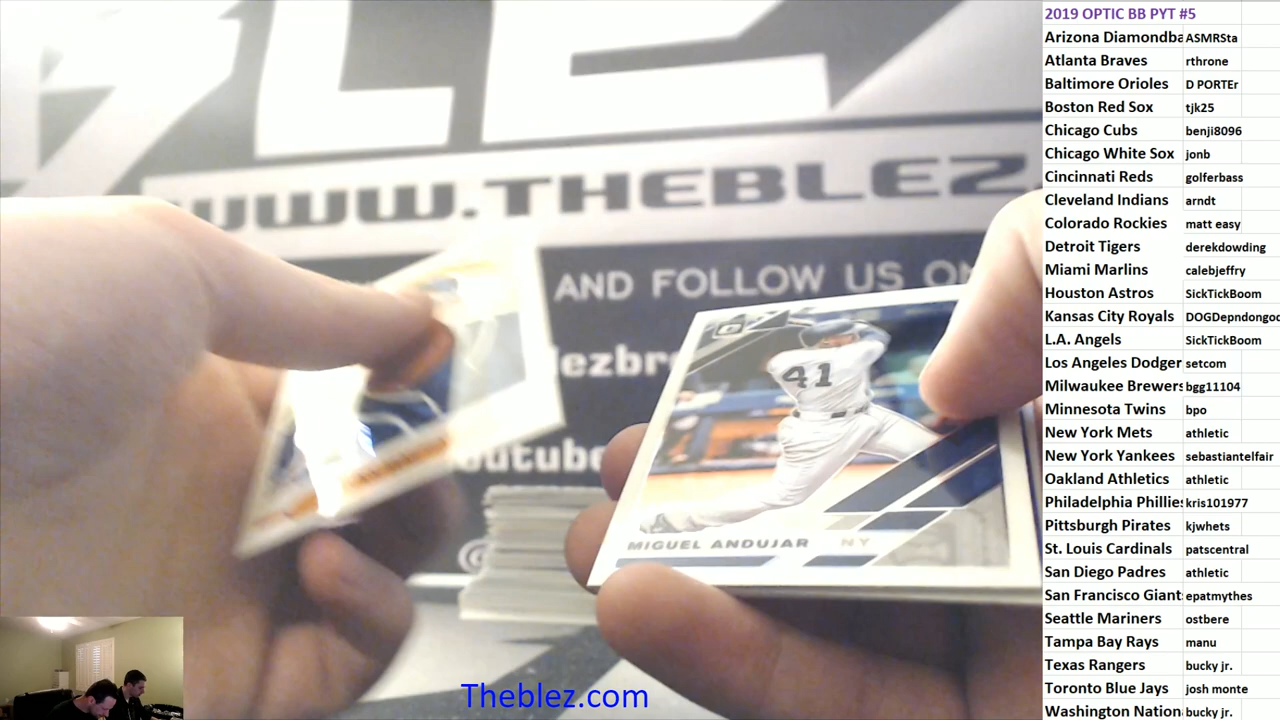 WWW.THEBLEZ
AND FOLLOW US ON
lezbr
outube
41
MIGUEL ANDUJAR NY
Theblez.com
2019 OPTIC BB PYT #5
Arizona Diamondba ASMRSta
Atlanta Braves rthrone
Baltimore Orioles D PORTEr
Boston Red Sox tjk25
Chicago Cubs benji8096
Chicago White Sox jonb
Cincinnati Reds golferbass
Cleveland Indians arndt
Colorado Rockies matt easy
Detroit Tigers derekdowding
Miami Marlins calebjeffry
Houston Astros SickTickBoom
Kansas City Royals DOGDepndongod
L.A. Angels SickTickBoom
Los Angeles Dodger setcom
Milwaukee Brewers bgg11104
Minnesota Twins bpo
New York Mets athletic
New York Yankees sebastiantelfair
Oakland Athletics athletic
Philadelphia Phillies kris101977
Pittsburgh Pirates kjwhets
St. Louis Cardinals patscentral
San Diego Padres athletic
San Francisco Giant epatmythes
Seattle Mariners ostbere
Tampa Bay Rays manu
Texas Rangers bucky jr.
Toronto Blue Jays josh monte
Washington Nation bucky jr.